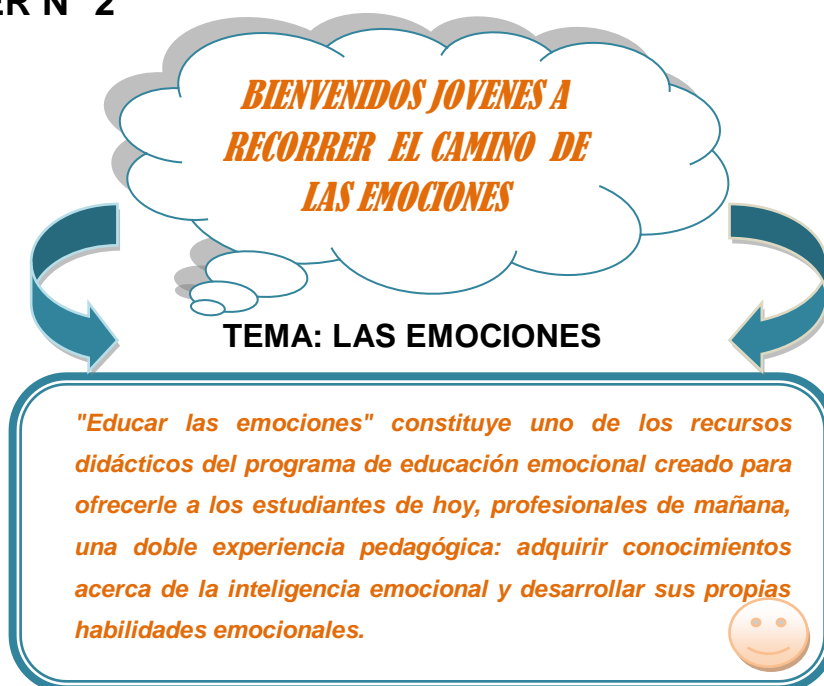 ER N° 2
BIENVENIDOS JOVENES A
RECORRER EL CAMINO DE
LAS EMOCIONES
TEMA: LAS EMOCIONES
"Educar las emociones" constituye uno de los recursos
didácticos del programa de educación emocional creado para
ofrecerle a los estudiantes de hoy, profesionales de mañana,
una doble experiencia pedagógica: adquirir conocimientos
acerca de la inteligencia emocional y desarrollar sus propias
habilidades emocionales.